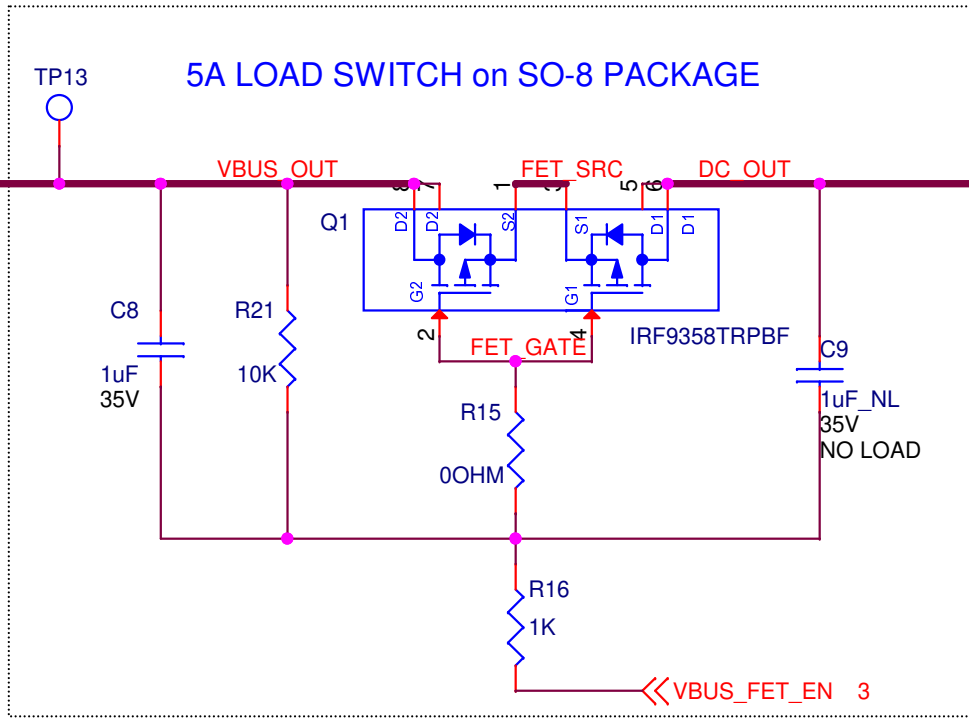 5A LOAD SWITCH on SO-8 PACKAGE
TP13
VBUS_OUT
FET_SRC
DC_OUT
8
7
1
3
5
6
Q1
D2
D2
S2
S1
D1
D1
G2
G1
2
4
FET_GATE
IRF9358TRPBF
C8
1uF
35V
R21
10K
R15
0OHM
C9
1uF_NL
35V
NO LOAD
R16
1K
VBUS_FET_EN 3